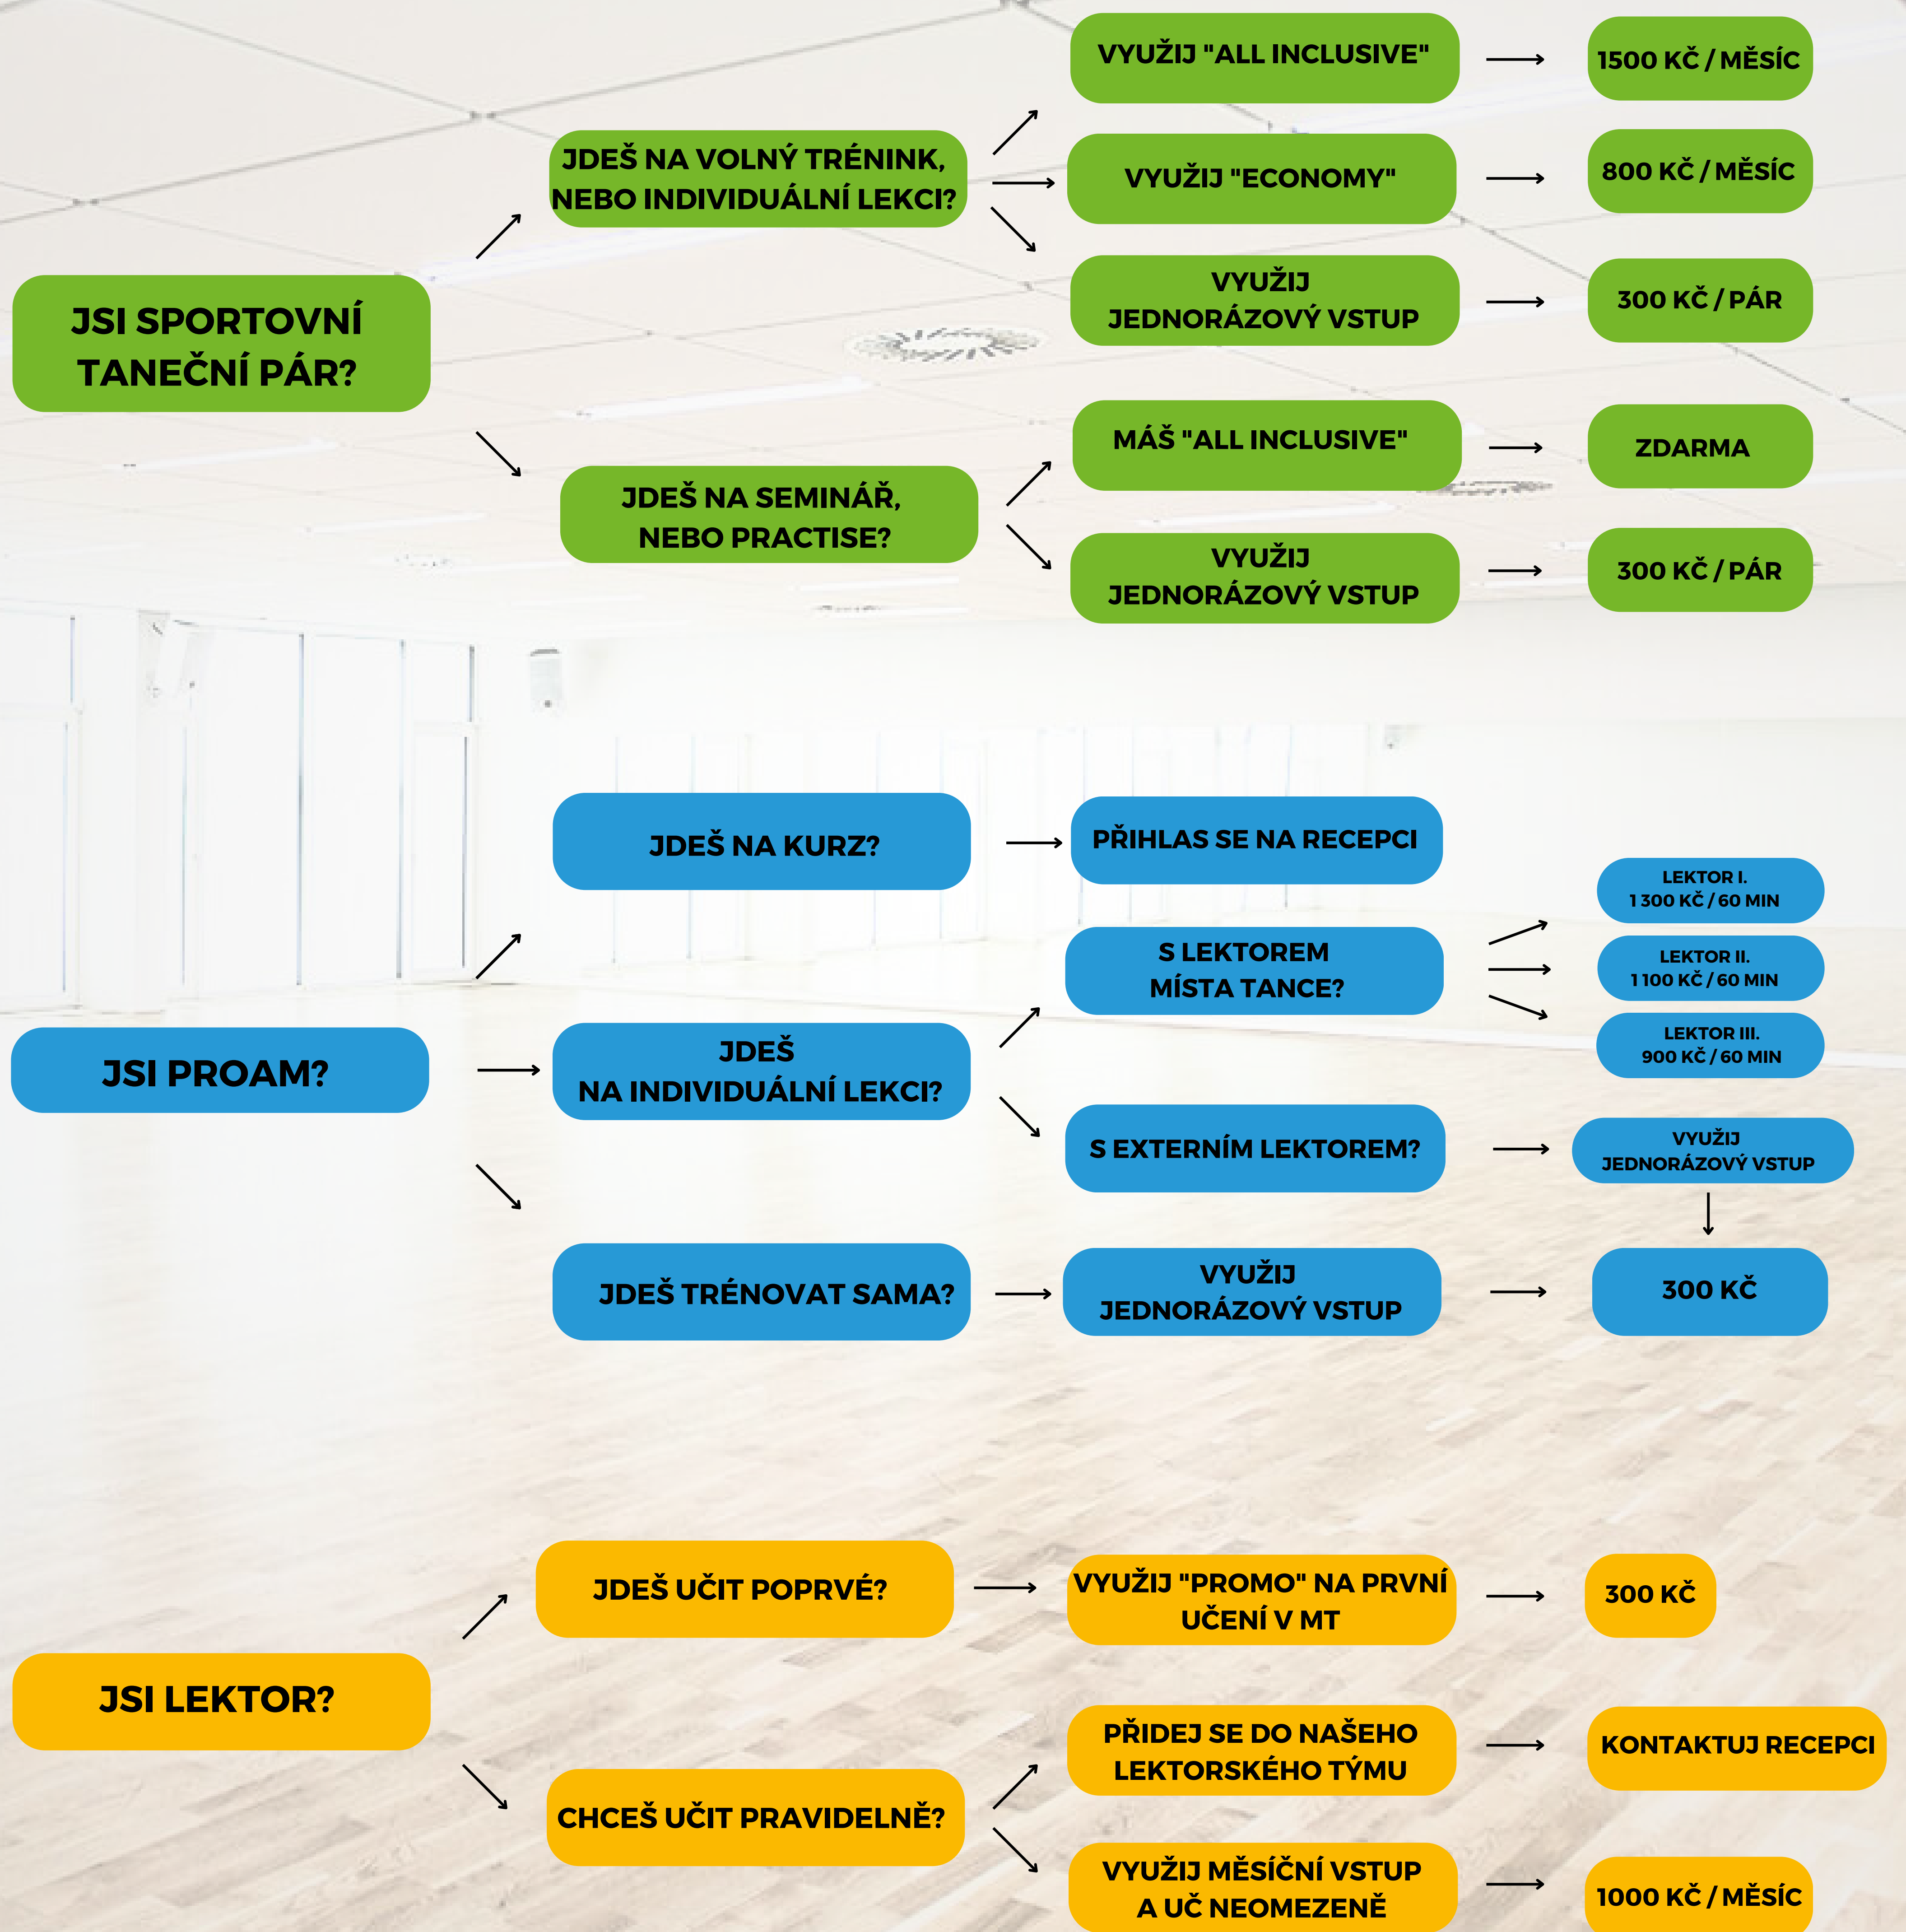 JSI SPORTOVNÍ
TANEČNÍ PÁR?
JDEŠ NA VOLNÝ TRÉNINK,
NEBO INDIVIDUÁLNÍ LEKCI?
VYUŽIJ "ALL INCLUSIVE"
1500 KČ / MĚSÍC
VYUŽIJ "ECONOMY"
800 KČ / MĚSÍC
VYUŽIJ
JEDNORÁZOVÝ VSTUP
300 KČ / PÁR
JDEŠ NA SEMINÁŘ,
NEBO PRACTISE?
MÁŠ "ALL INCLUSIVE"
ZDARMA
VYUŽIJ
JEDNORÁZOVÝ VSTUP
300 KČ / PÁR
JSI PROAM?
JDEŠ NA KURZ?
PŘIHLAS SE NA RECEPCI
JDEŠ
NA INDIVIDUÁLNÍ LEKCI?
S LEKTOREM
MÍSTA TANCE?
LEKTOR I.
1 300 KČ / 60 MIN
LEKTOR II.
1 100 KČ / 60 MIN
LEKTOR III.
900 KČ / 60 MIN
S EXTERNÍM LEKTOREM?
VYUŽIJ
JEDNORÁZOVÝ VSTUP
JDEŠ TRÉNOVAT SAMA?
VYUŽIJ
JEDNORÁZOVÝ VSTUP
300 KČ
JSI LEKTOR?
JDEŠ UČIT POPRVÉ?
VYUŽIJ "PROMO" NA PRVNÍ
UČENÍ V MT
300 KČ
CHCEŠ UČIT PRAVIDELNĚ?
PŘIDEJ SE DO NAŠEHO
LEKTORSKÉHO TÝMU
KONTAKTUJ RECEPCI
VYUŽIJ MĚSÍČNÍ VSTUP
A UČ NEOMEZENĚ
1000 KČ / MĚSÍC